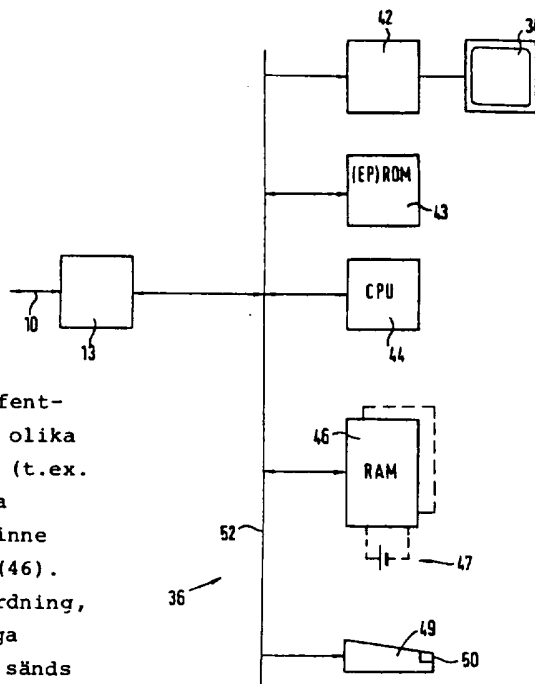 42
38
(EP)ROM
43
CPU
44
10
13
fent-
olika
(t.ex.
a
inne
(46).
rdning,
ga
sänds
46
RAM
47
52
36
49
50